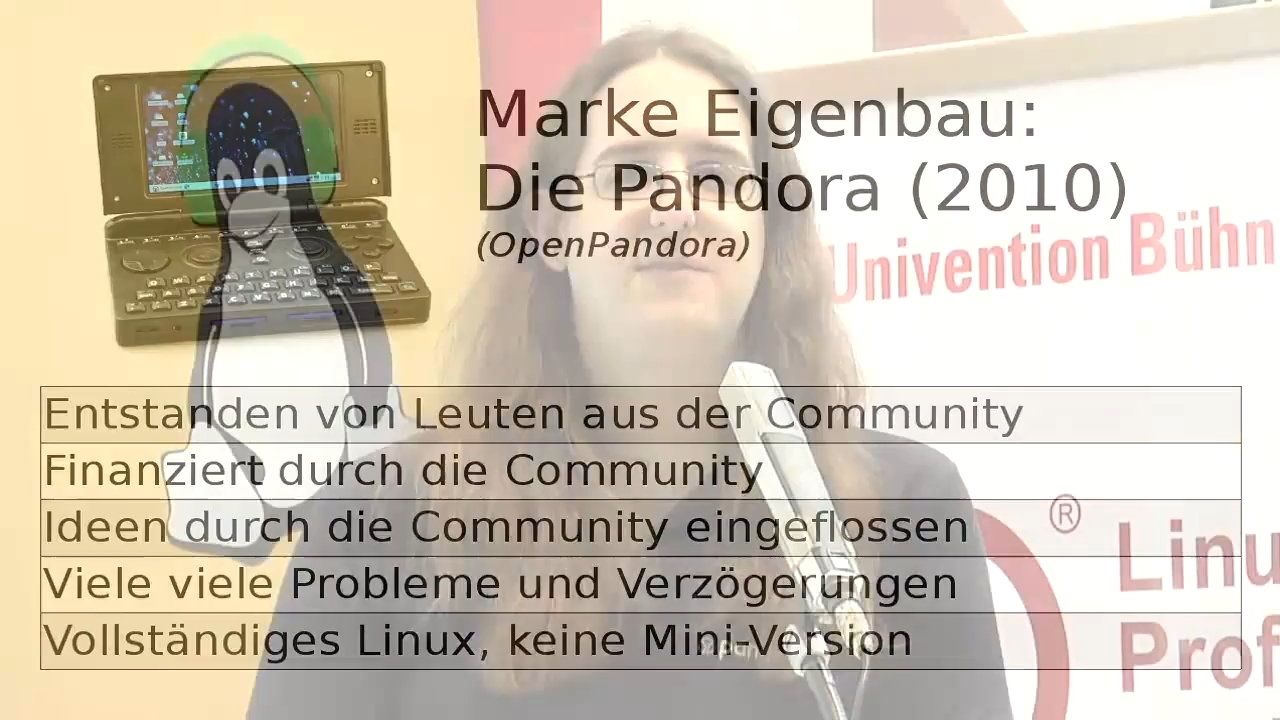 Marke Eigenbau:
Die Pandora (2010)
(OpenPandora)
Univention Bühn
Entstanden von Leuten aus der Community
Finanziert durch die Community
Ideen durch die Community eingeflossen
®
Linu
Viele viele Probleme und Verzögerungen
Vollständiges Linux, keine Mini-Version
Prof